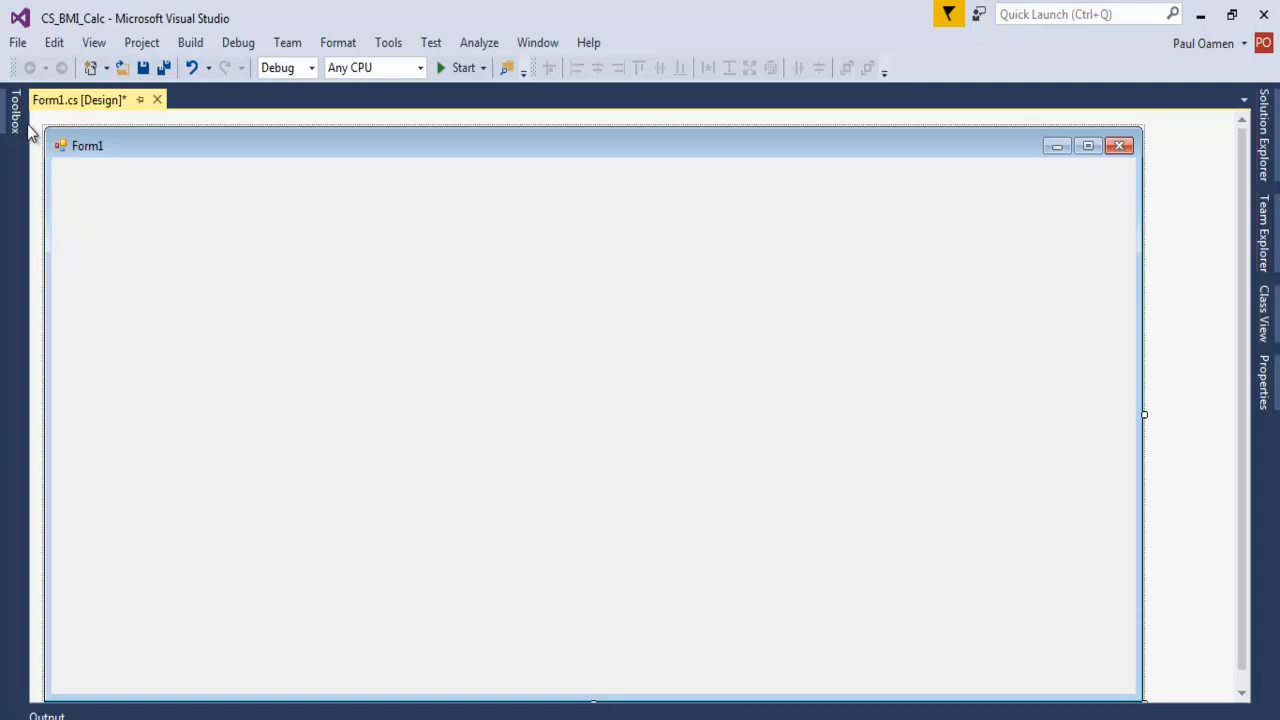 CS_BMI_Calc - Microsoft Visual Studio
Quick Launch (Ctrl+Q)
File Edit View Project Build Debug Team Format Tools Test Analyze Window Help
Paul Oamen PO
Debug Any CPU Start
Toolbox
Form1.cs [Design]*
Form1
Solution Explorer
Team Explorer
Class View
Properties
Output